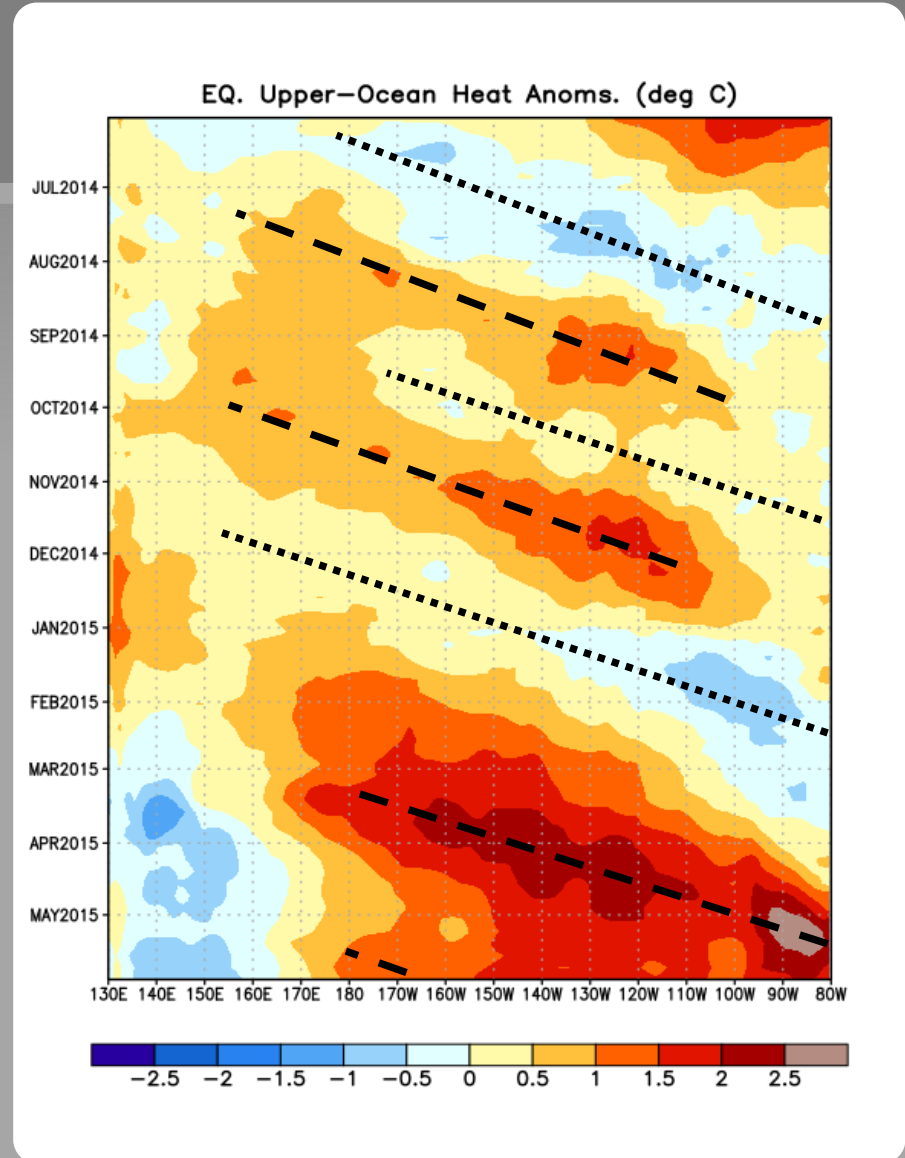 EQ. Upper-Ocean Heat Anoms. (deg C)
JUL2014
AUG2014
SEP2014
OCT2014
NOV2014
DEC2014
JAN2015
FEB2015
MAR2015
APR2015
MAY2015
130E 140E 150E 160E 170E 180 170W 160W 150W 140W 130W 120W 110W 100W 90W 80W
−2.5 −2 −1.5 −1 −0.5 0 0.5 1 1.5 2 2.5